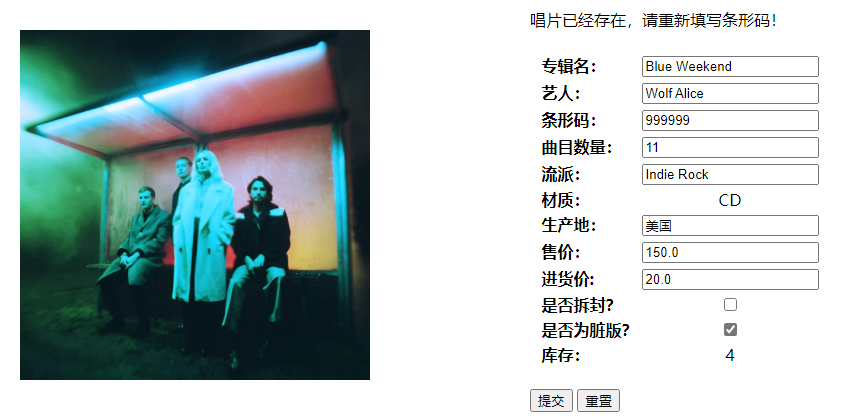 唱片已经存在，请重新填写条形码！
专辑名： Blue Weekend
艺人： Wolf Alice
条形码： 999999
曲目数量： 11
流派： Indie Rock
材质： CD
生产地： 美国
售价： 150.0
进货价： 20.0
是否拆封？
是否为脏版？
库存： 4
提交 重置